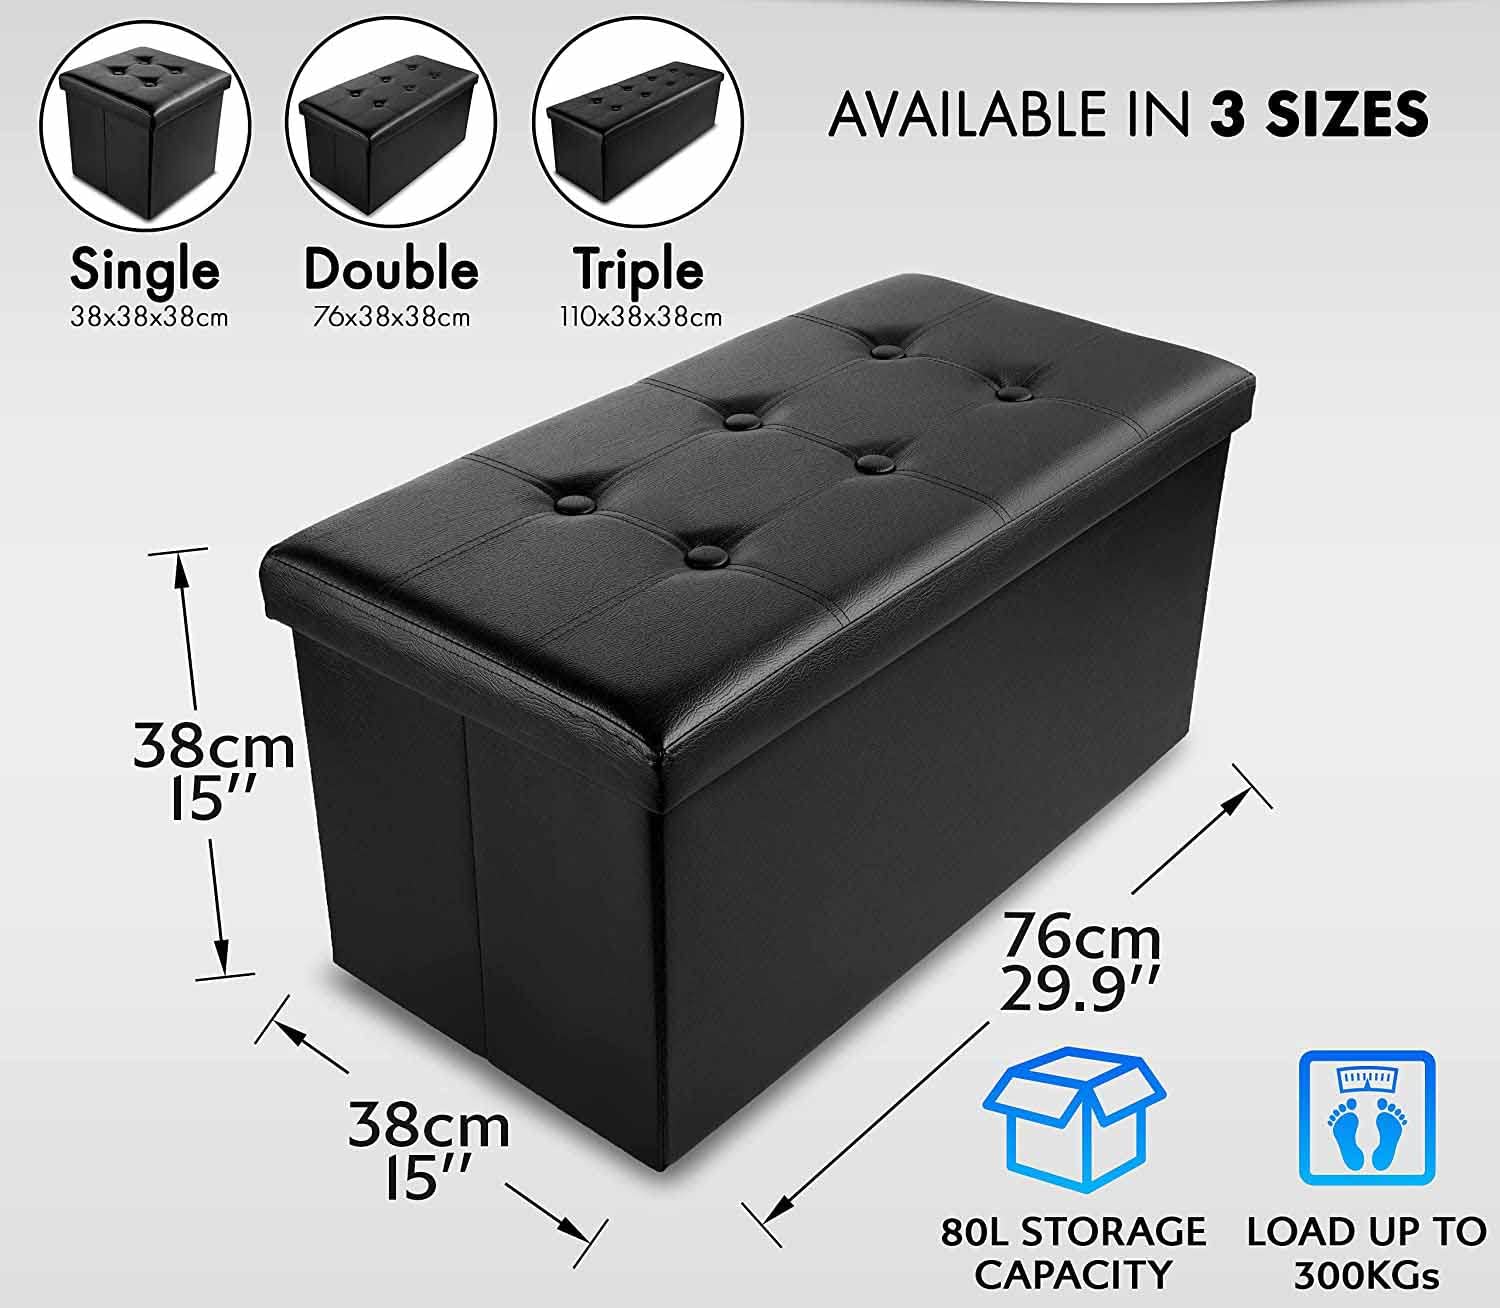 AVAILABLE IN 3 SIZES
Single
38x38x38cm
Double
76x38x38cm
Triple
110x38x38cm
38cm
15’’
76cm
29.9’’
38cm
15’’
80L STORAGE
CAPACITY
LOAD UP TO
300KGs